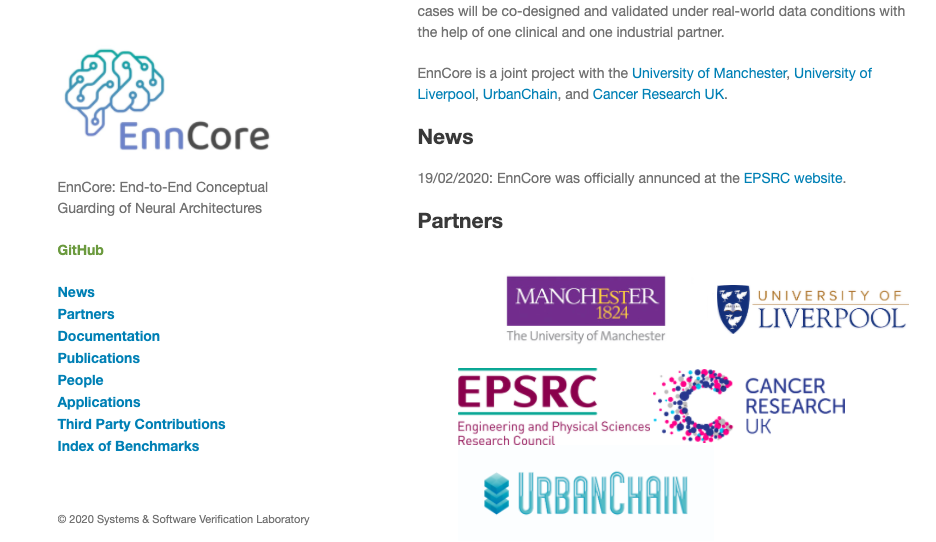 EnnCore
EnnCore: End-to-End Conceptual
Guarding of Neural Architectures
GitHub
News
Partners
Documentation
Publications
People
Applications
Third Party Contributions
Index of Benchmarks
© 2020 Systems & Software Verification Laboratory
cases will be co-designed and validated under real-world data conditions with
the help of one clinical and one industrial partner.
EnnCore is a joint project with the University of Manchester, University of
Liverpool, UrbanChain, and Cancer Research UK.
News
19/02/2020: EnnCore was officially annunced at the EPSRC website.
Partners
MANCHESTER
1824
The University of Manchester
UNIVERSITY OF
LIVERPOOL
EPSRC
Engineering and Physical Sciences
Research Council
CANCER
RESEARCH
UK
URBANCHAIN